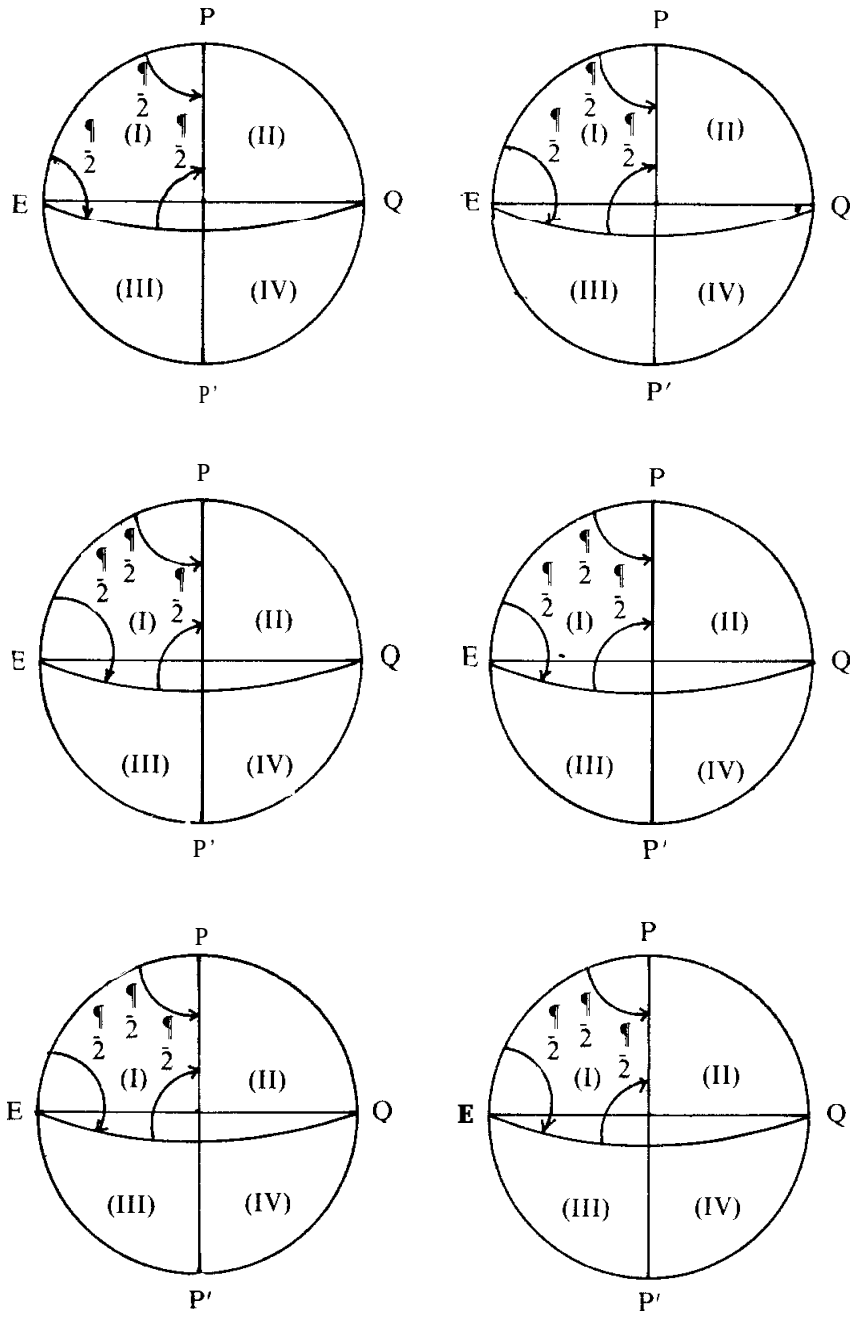 P P
¶/2 ¶/2 ¶/2 (I) (II) ¶/2 ¶/2 ¶/2 (I) (II)
E Q E Q
(III) (IV) (III) (IV)
P' P'
P P
¶/2 ¶/2 ¶/2 (I) (II) ¶/2 ¶/2 ¶/2 (I) (II)
E Q E Q
(III) (IV) (III) (IV)
P' P'
P P
¶/2 ¶/2 ¶/2 (I) (II) ¶/2 ¶/2 ¶/2 (I) (II)
E Q E Q
(III) (IV) (III) (IV)
P' P'